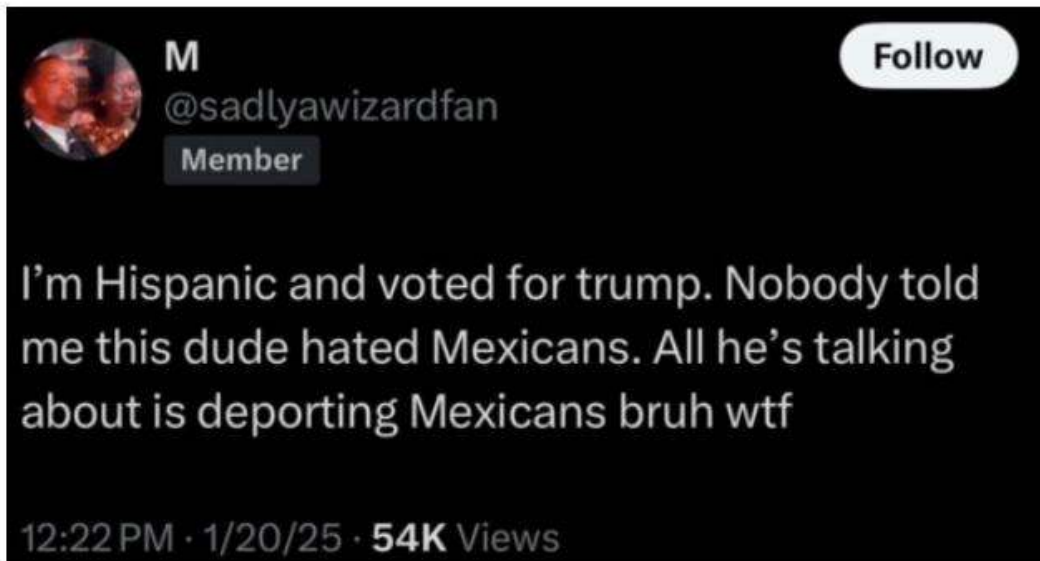 M
Follow
@sadlyawizardfan
Member
I’m Hispanic and voted for trump. Nobody told
me this dude hated Mexicans. All he’s talking
about is deporting Mexicans bruh wtf
12:22 PM · 1/20/25 · 54K Views